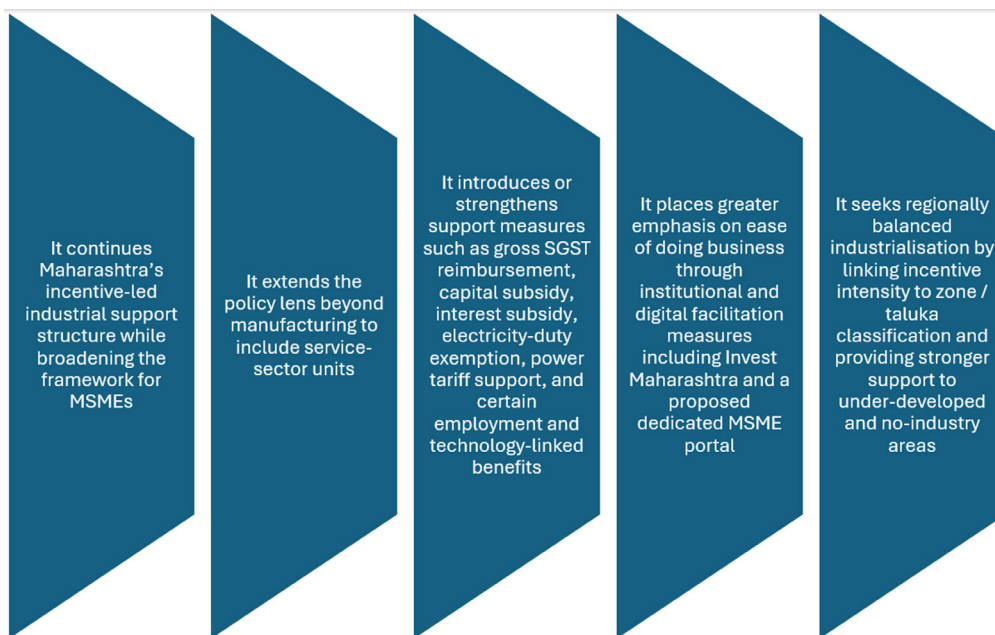 It continues
Maharashtra’s
incentive-led
industrial support
structure while
broadening the
framework for
MSMEs
It extends the
policy lens beyond
manufacturing to
include service-
sector units
It introduces or
strengthens
support measures
such as gross SGST
reimbursement,
capital subsidy,
interest subsidy,
electricity-duty
exemption, power
tariff support, and
certain
employment and
technology-linked
benefits
It places greater
emphasis on ease
of doing business
through
institutional and
digital facilitation
measures
including Invest
Maharashtra and a
proposed
dedicated MSME
portal
It seeks regionally
balanced
industrialisation by
linking incentive
intensity to zone /
taluka
classification and
providing stronger
support to
under-developed
and no-industry
areas